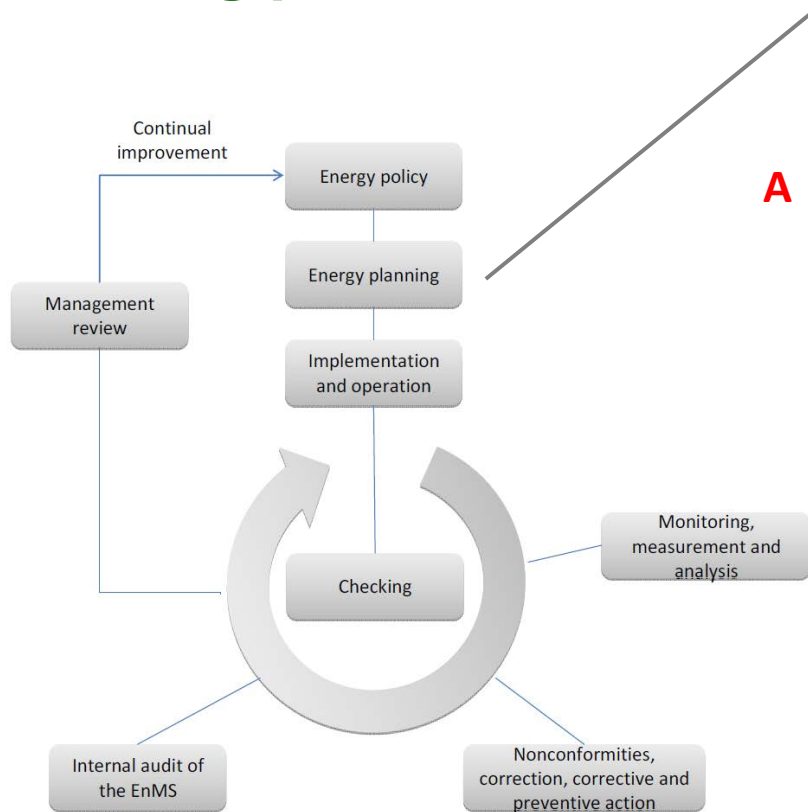 Continual
improvement
Energy policy
A
Energy planning
Management
review
Implementation
and operation
Monitoring,
measurement and
analysis
Checking
Internal audit of
the EnMS
Nonconformities,
correction, corrective and
preventive action